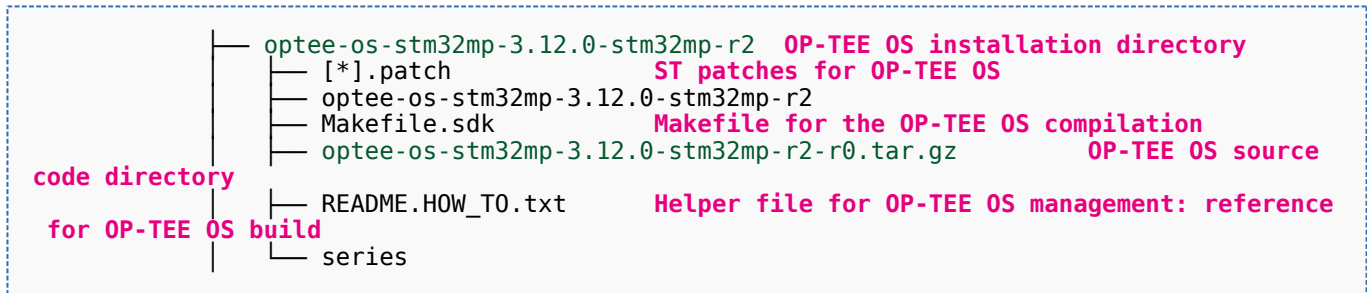 ├── optee-os-stm32mp-3.12.0-stm32mp-r2  OP-TEE OS installation directory
│   ├── [*].patch              ST patches for OP-TEE OS
│   ├── optee-os-stm32mp-3.12.0-stm32mp-r2
│   ├── Makefile.sdk           Makefile for the OP-TEE OS compilation
│   ├── optee-os-stm32mp-3.12.0-stm32mp-r2-r0.tar.gz         OP-TEE OS source
code directory
│   ├── README.HOW_TO.txt      Helper file for OP-TEE OS management: reference
for OP-TEE OS build
│   └── series